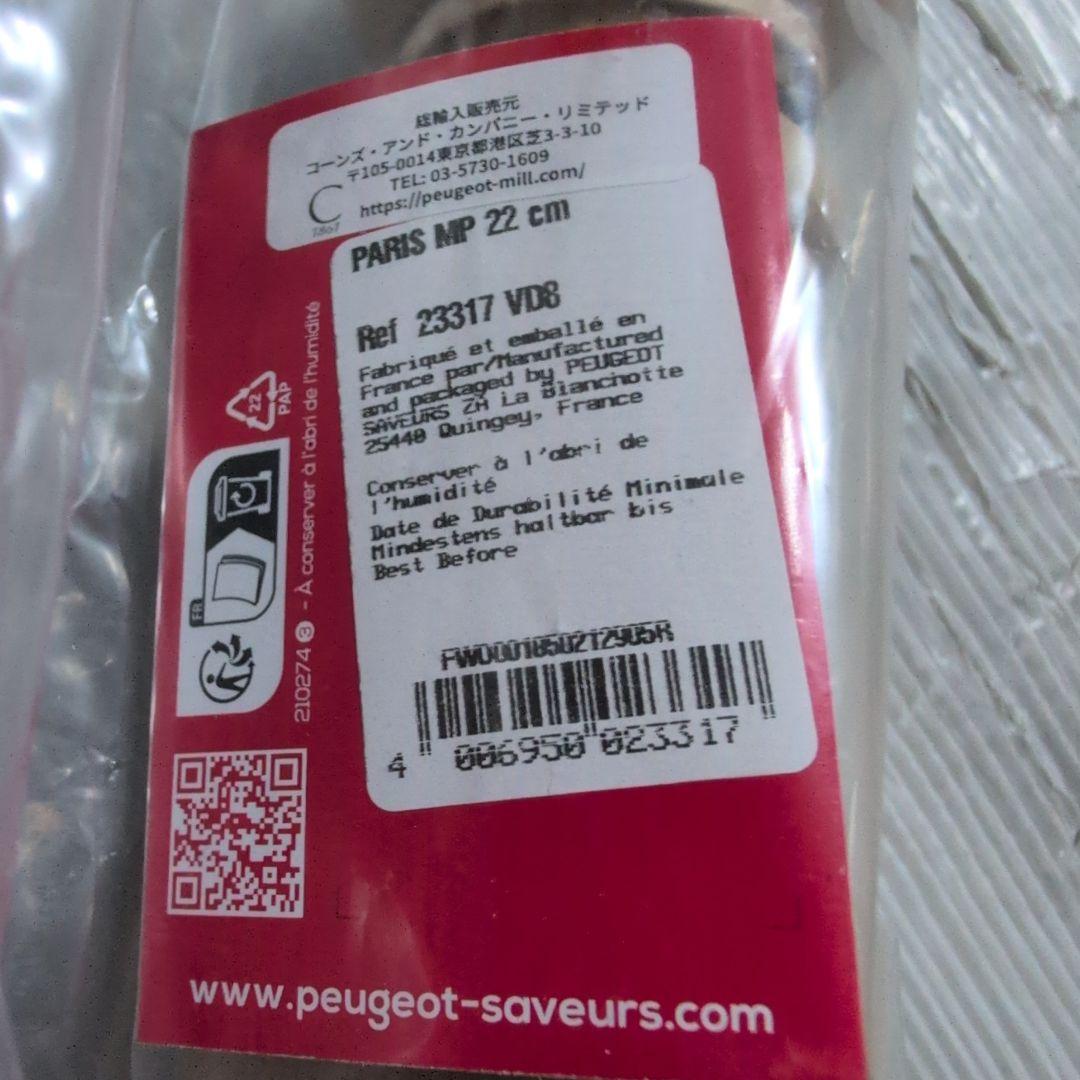 総輸入販売元
コーンズ・アンド・カンパニー・リミテッド
〒105-0014東京都港区芝3-3-10
TEL: 03-5730-1609
https://peugeot-mill.com/
C
1861
PARIS MP 22 cm
Ref 23317 VD8
Fabriqué et emballé en
France par/Manufactured
and packaged by PEUGEOT
SAVEURS ZA La Blanchotte
25440 Quingey, France
Conserver à l'abri de
l'humidité
Date de Durabilité Minimale
Mindestens haltbar bis
Best Before
FW0001850212905R
4 006950 023317
22
PAP
FR
210274 3 - À conserver à l'abri de l'humidité
www.peugeot-saveurs.com